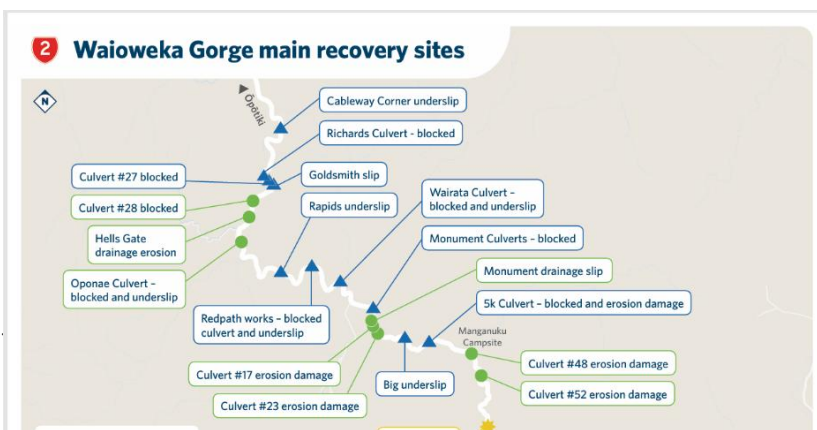 2 Waioweka Gorge main recovery sites
N
Ōpōtiki
Cableway Corner underslip
Richards Culvert - blocked
Culvert #27 blocked
Goldsmith slip
Culvert #28 blocked
Rapids underslip
Wairata Culvert –
blocked and underslip
Hells Gate
drainage erosion
Monument Culverts – blocked
Oponae Culvert –
blocked and underslip
Monument drainage slip
Redpath works – blocked
culvert and underslip
5k Culvert – blocked and erosion damage
Manganuku
Campsite
Culvert #17 erosion damage
Big underslip
Culvert #48 erosion damage
Culvert #23 erosion damage
Culvert #52 erosion damage